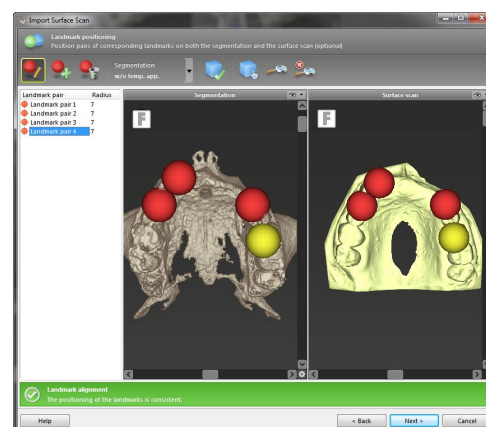 Import Surface Scan
Landmark positioning
Position pairs of corresponding landmarks on both the segmentation and the surface scan (optional)
Segmentation
w/o temp. app.
Landmark pair Radius
Landmark pair 1 7
Landmark pair 2 7
Landmark pair 3 7
Landmark pair 4 7
Segmentation
Surface scan
F
F
Landmark alignment
The positioning of the landmarks is consistent.
Help
< Back
Next >
Cancel